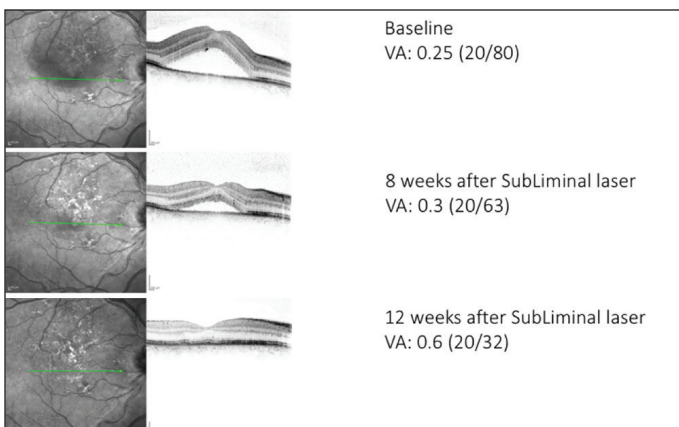 Baseline
VA: 0.25 (20/80)
8 weeks after SubLiminal laser
VA: 0.3 (20/63)
12 weeks after SubLiminal laser
VA: 0.6 (20/32)